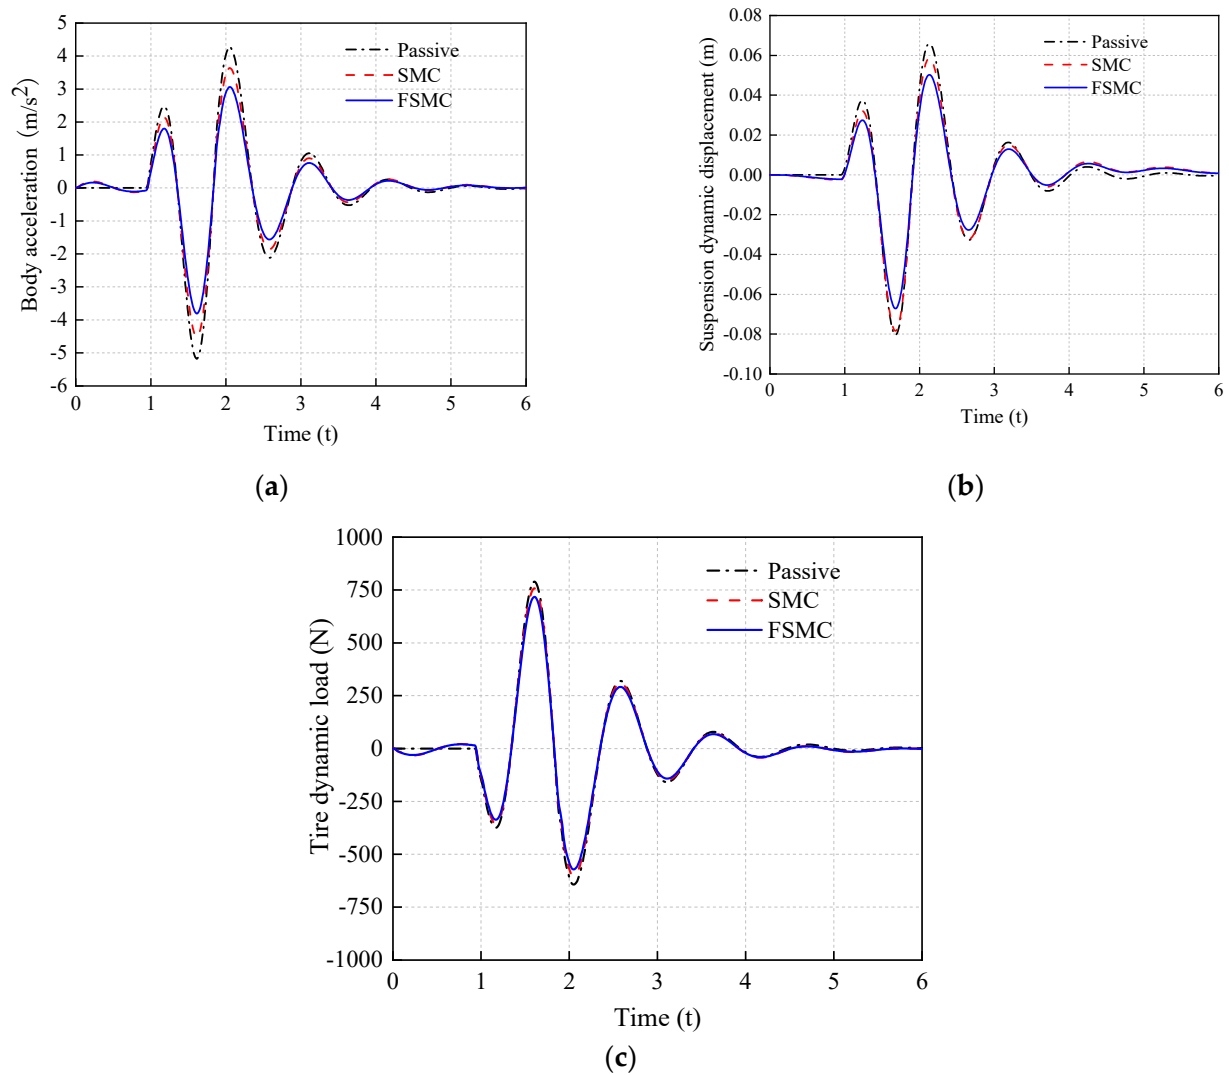 5
4
3
2
1
0
-1
-2
-3
-4
-5
-6
Body acceleration (m/s²)
Passive
SMC
FSMC
0 1 2 3 4 5 6
Time (t)
(a)
0.08
0.06
0.04
0.02
0.00
-0.02
-0.04
-0.06
-0.08
-0.10
Suspension dynamic displacement (m)
Passive
SMC
FSMC
0 1 2 3 4 5 6
Time (t)
(b)
1000
750
500
250
0
-250
-500
-750
-1000
Tire dynamic load (N)
Passive
SMC
FSMC
0 1 2 3 4 5 6
Time (t)
(c)